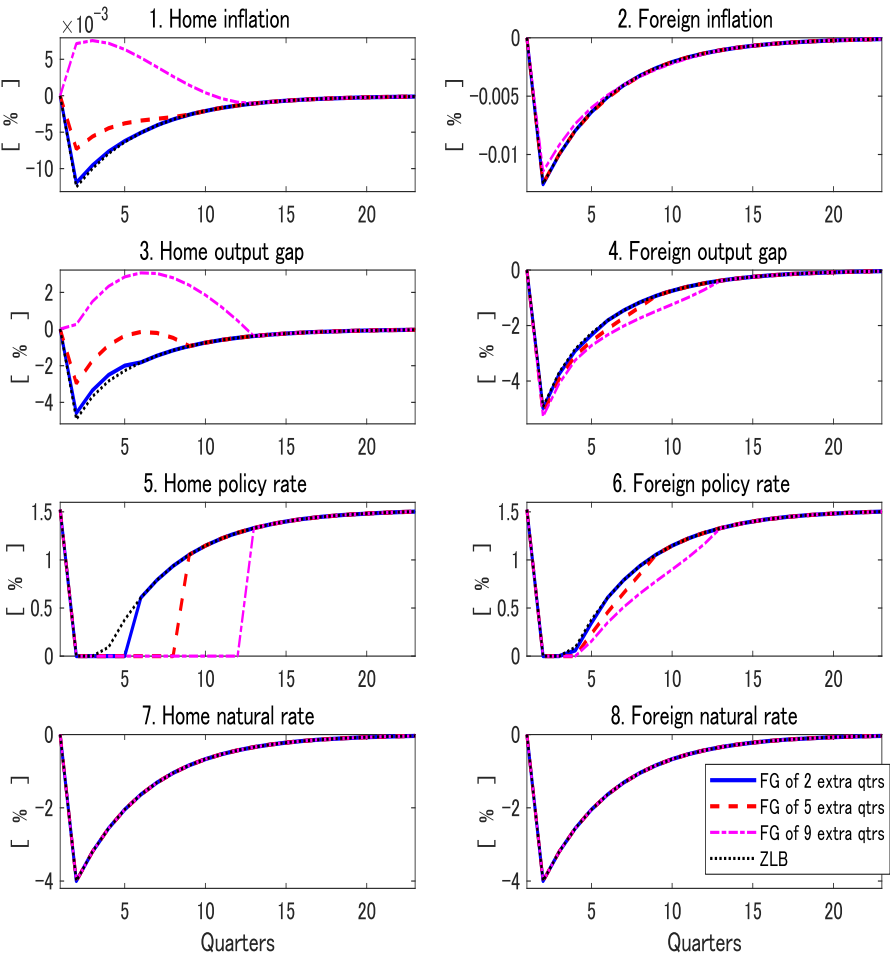 1. Home inflation
×10⁻³
5
0
-5
-10
[ % ]
5 10 15 20
2. Foreign inflation
0
-0.005
-0.01
[ % ]
5 10 15 20
3. Home output gap
2
0
-2
-4
[ % ]
5 10 15 20
4. Foreign output gap
0
-2
-4
[ % ]
5 10 15 20
5. Home policy rate
1.5
1
0.5
0
[ % ]
5 10 15 20
6. Foreign policy rate
1.5
1
0.5
0
[ % ]
5 10 15 20
7. Home natural rate
0
-2
-4
[ % ]
5 10 15 20
Quarters
8. Foreign natural rate
0
-2
-4
[ % ]
5 10 15 20
Quarters
FG of 2 extra qtrs
FG of 5 extra qtrs
FG of 9 extra qtrs
ZLB